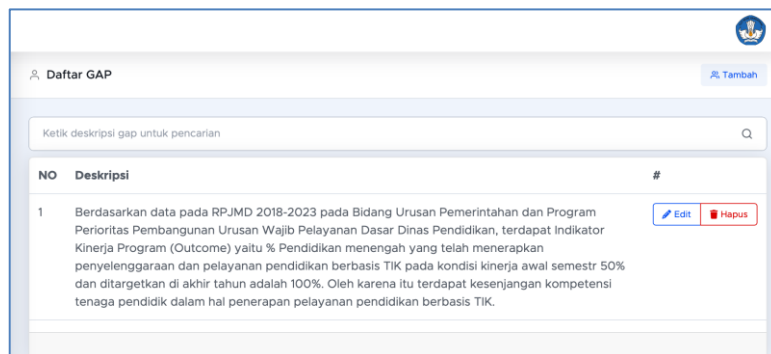 Daftar GAP
Tambah
Ketik deskripsi gap untuk pencarian
NO Deskripsi #
1 Berdasarkan data pada RPJMD 2018-2023 pada Bidang Urusan Pemerintahan dan Program Edit Hapus
Perioritas Pembangunan Urusan Wajib Pelayanan Dasar Dinas Pendidikan, terdapat Indikator
Kinerja Program (Outcome) yaitu % Pendidikan menengah yang telah menerapkan
penyelenggaraan dan pelayanan pendidikan berbasis TIK pada kondisi kinerja awal semestr 50%
dan ditargetkan di akhir tahun adalah 100%. Oleh karena itu terdapat kesenjangan kompetensi
tenaga pendidik dalam hal penerapan pelayanan pendidikan berbasis TIK.